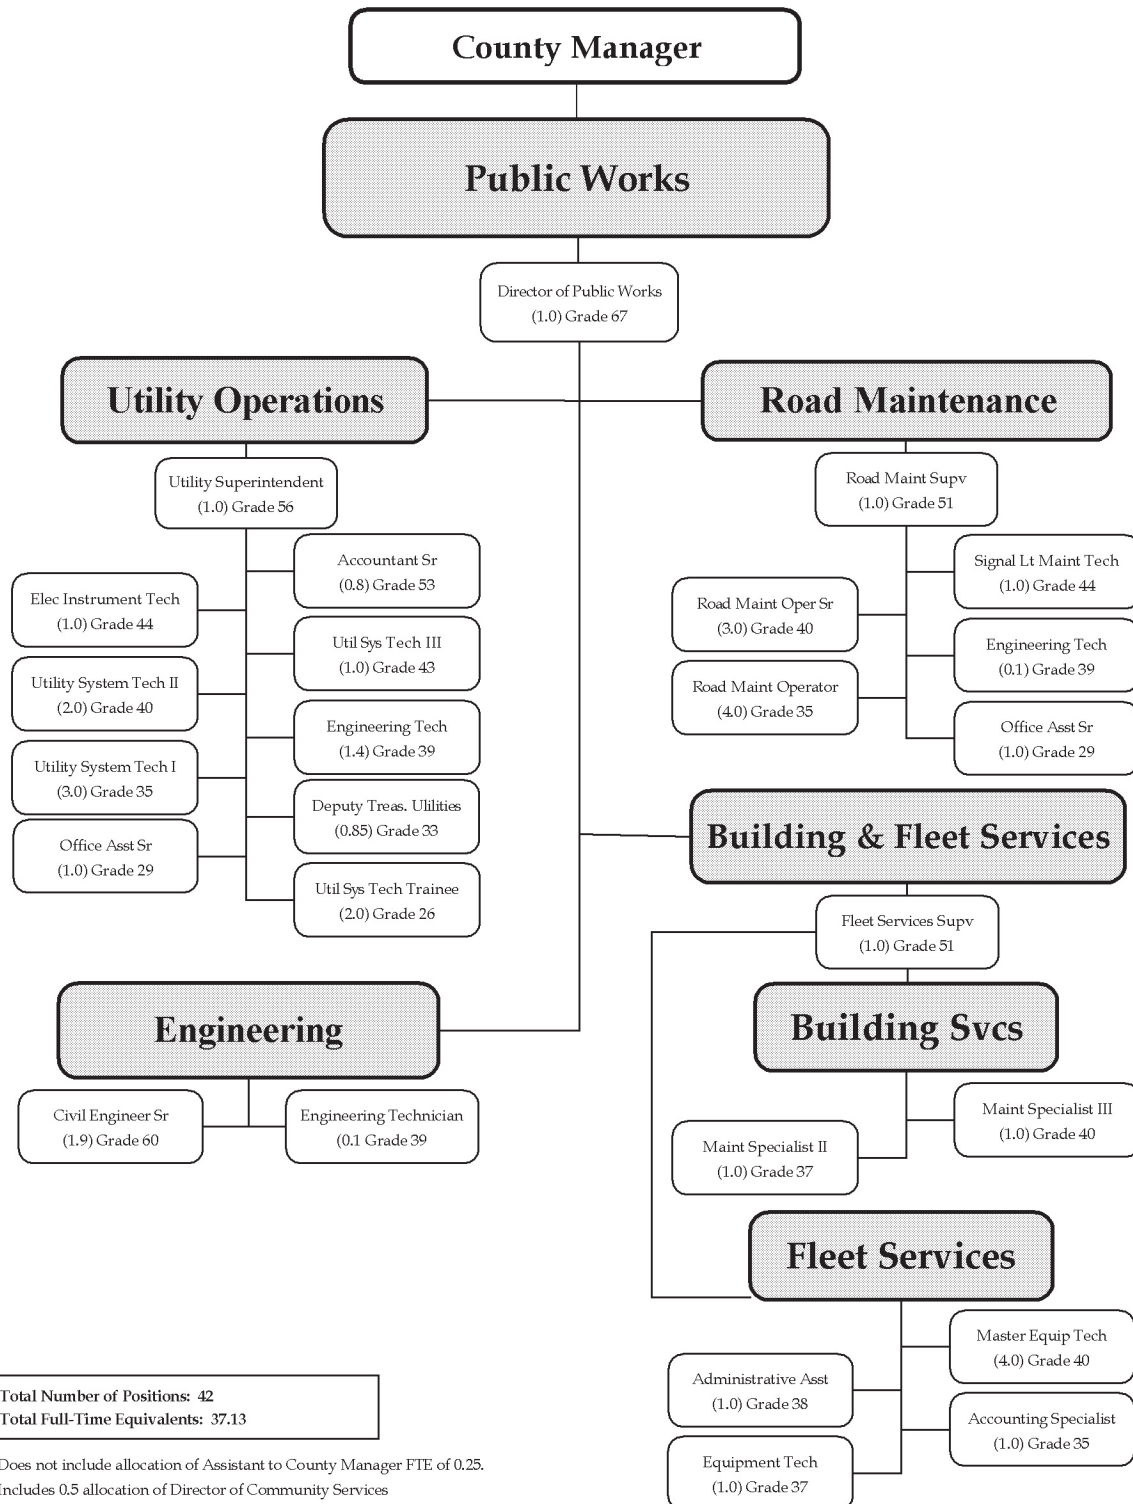 County Manager
Public Works
Director of Public Works
(1.0) Grade 67
Utility Operations
Utility Superintendent
(1.0) Grade 56
Accountant Sr
(0.8) Grade 53
Elec Instrument Tech
(1.0) Grade 44
Util Sys Tech III
(1.0) Grade 43
Utility System Tech II
(2.0) Grade 40
Engineering Tech
(1.4) Grade 39
Utility System Tech I
(3.0) Grade 35
Deputy Treas. Ulilities
(0.85) Grade 33
Office Asst Sr
(1.0) Grade 29
Util Sys Tech Trainee
(2.0) Grade 26
Road Maintenance
Road Maint Supv
(1.0) Grade 51
Signal Lt Maint Tech
(1.0) Grade 44
Road Maint Oper Sr
(3.0) Grade 40
Engineering Tech
(0.1) Grade 39
Road Maint Operator
(4.0) Grade 35
Office Asst Sr
(1.0) Grade 29
Building & Fleet Services
Fleet Services Supv
(1.0) Grade 51
Engineering
Civil Engineer Sr
(1.9) Grade 60
Engineering Technician
(0.1 Grade 39
Building Svcs
Maint Specialist III
(1.0) Grade 40
Maint Specialist II
(1.0) Grade 37
Fleet Services
Master Equip Tech
(4.0) Grade 40
Administrative Asst
(1.0) Grade 38
Accounting Specialist
(1.0) Grade 35
Equipment Tech
(1.0) Grade 37
Total Number of Positions: 42
Total Full-Time Equivalents: 37.13
Does not include allocation of Assistant to County Manager FTE of 0.25.
Includes 0.5 allocation of Director of Community Services